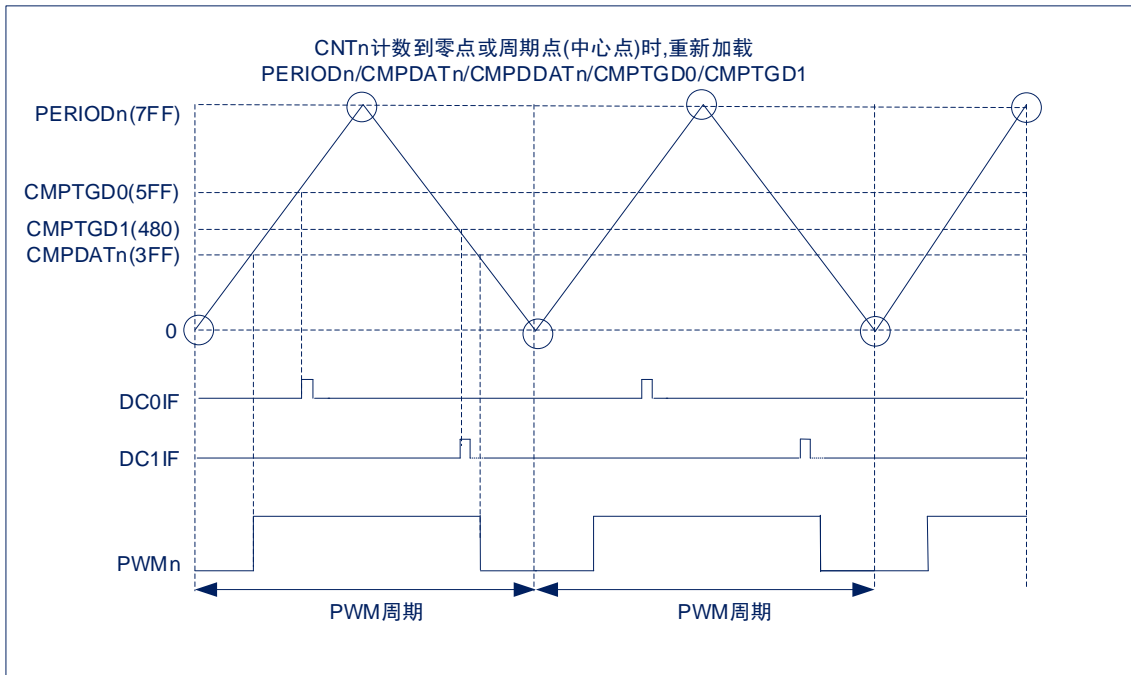 CNTn计数到零点或周期点(中心点)时,重新加载
PERIODn/CMPDATn/CMPDDATn/CMPTGD0/CMPTGD1
PERIODn(7FF)
CMPTGD0(5FF)
CMPTGD1(480)
CMPDATn(3FF)
0
DC0IF
DC1IF
PWMn
PWM周期
PWM周期